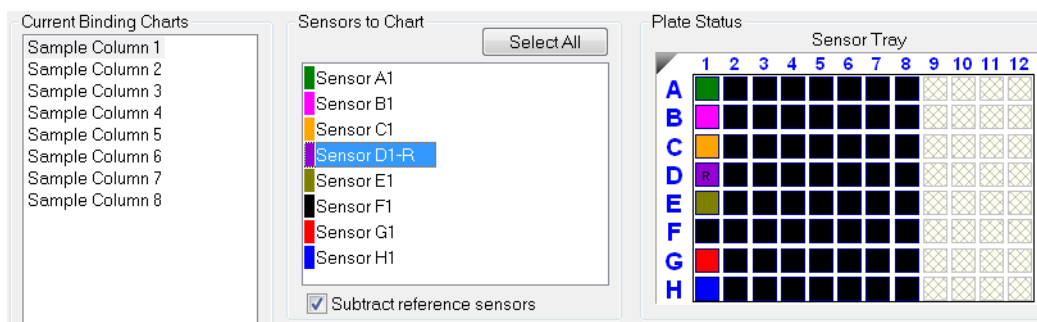 Current Binding Charts
Sample Column 1
Sample Column 2
Sample Column 3
Sample Column 4
Sample Column 5
Sample Column 6
Sample Column 7
Sample Column 8
Sensors to Chart
Select All
Sensor A1
Sensor B1
Sensor C1
Sensor D1-R
Sensor E1
Sensor F1
Sensor G1
Sensor H1
Subtract reference sensors
Plate Status
Sensor Tray
1 2 3 4 5 6 7 8 9 10 11 12
A
B
C
D R
E
F
G
H